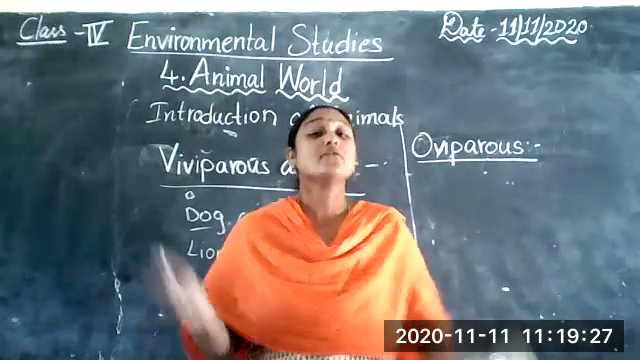 Class - IV Environmental Studies Date - 11/11/2020
4. Animal World
Introduction
Viviparous
Oviparous:-
Dog
2020-11-11 11:19:27